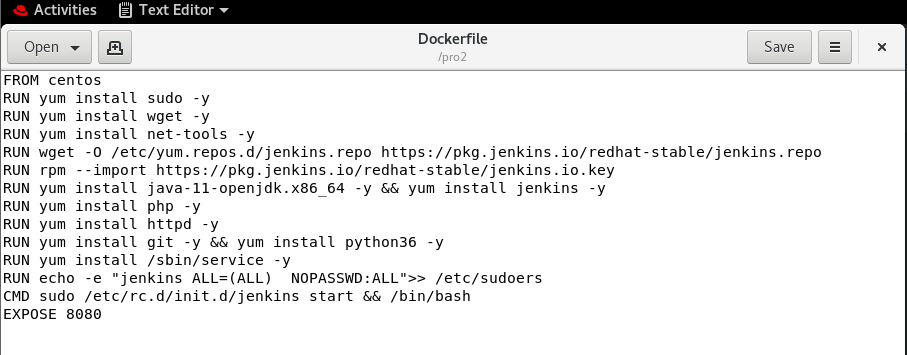 Activities Text Editor
Open Dockerfile Save
/pro2
FROM centos
RUN yum install sudo -y
RUN yum install wget -y
RUN yum install net-tools -y
RUN wget -O /etc/yum.repos.d/jenkins.repo https://pkg.jenkins.io/redhat-stable/jenkins.repo
RUN rpm --import https://pkg.jenkins.io/redhat-stable/jenkins.io.key
RUN yum install java-11-openjdk.x86_64 -y && yum install jenkins -y
RUN yum install php -y
RUN yum install httpd -y
RUN yum install git -y && yum install python36 -y
RUN yum install /sbin/service -y
RUN echo -e "jenkins ALL=(ALL)  NOPASSWD:ALL">> /etc/sudoers
CMD sudo /etc/rc.d/init.d/jenkins start && /bin/bash
EXPOSE 8080